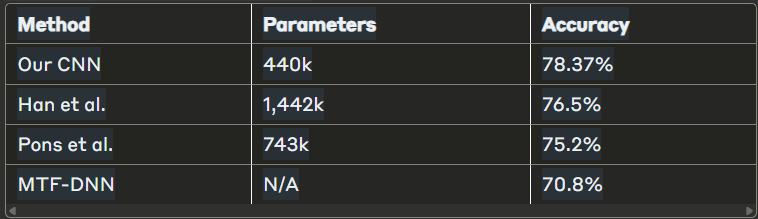 Method Parameters Accuracy
Our CNN 440k 78.37%
Han et al. 1,442k 76.5%
Pons et al. 743k 75.2%
MTF-DNN N/A 70.8%